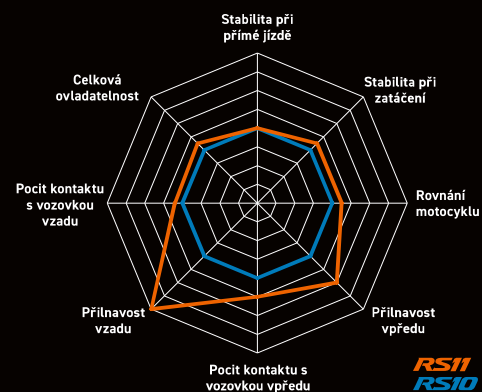 Stabilita při
přímé jízdě
Celková
ovladatelnost
Stabilita při
zatáčení
Pocit kontaktu
s vozovkou
vzadu
Rovnání
motocyklu
Přilnavost
vzadu
Přilnavost
vpředu
Pocit kontaktu s
vozovkou vpředu
RS11
RS10